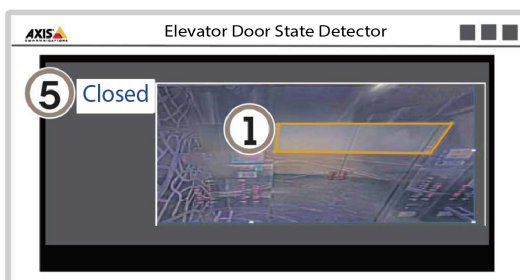 AXIS
COMMUNICATIONS
Elevator Door State Detector
5
Closed
1